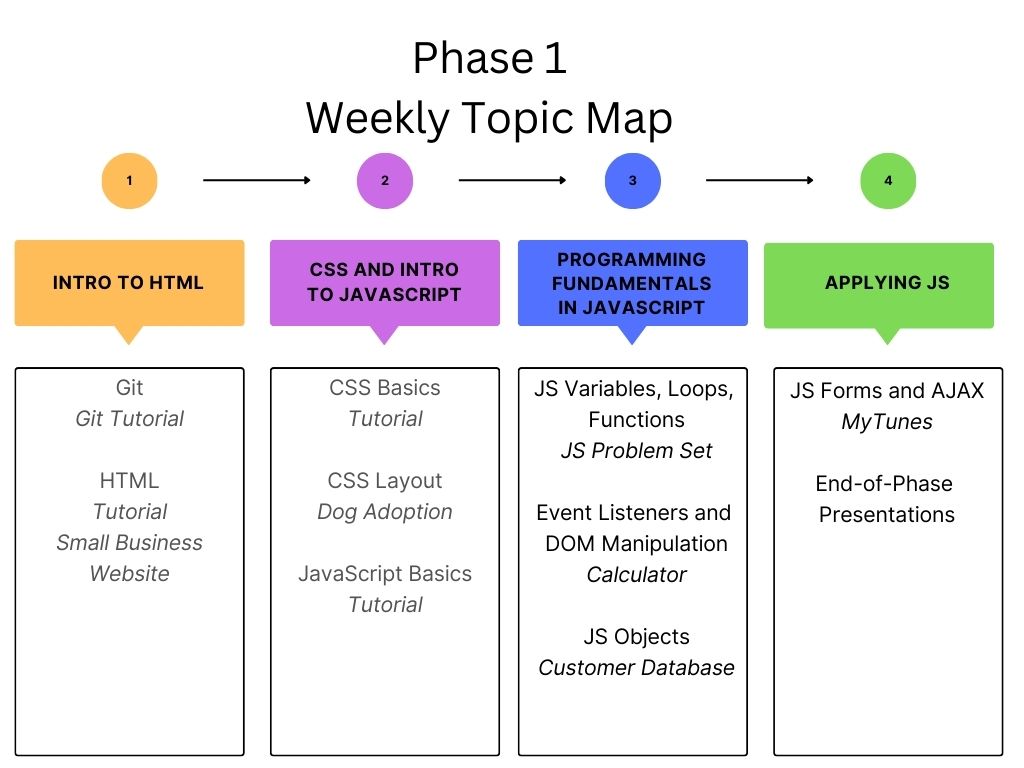 Phase 1
Weekly Topic Map
1
2
3
4
INTRO TO HTML
CSS AND INTRO
TO JAVASCRIPT
PROGRAMMING
FUNDAMENTALS
IN JAVASCRIPT
APPLYING JS
Git
Git Tutorial
HTML
Tutorial
Small Business
Website
CSS Basics
Tutorial
CSS Layout
Dog Adoption
JavaScript Basics
Tutorial
JS Variables, Loops,
Functions
JS Problem Set
Event Listeners and
DOM Manipulation
Calculator
JS Objects
Customer Database
JS Forms and AJAX
MyTunes
End-of-Phase
Presentations